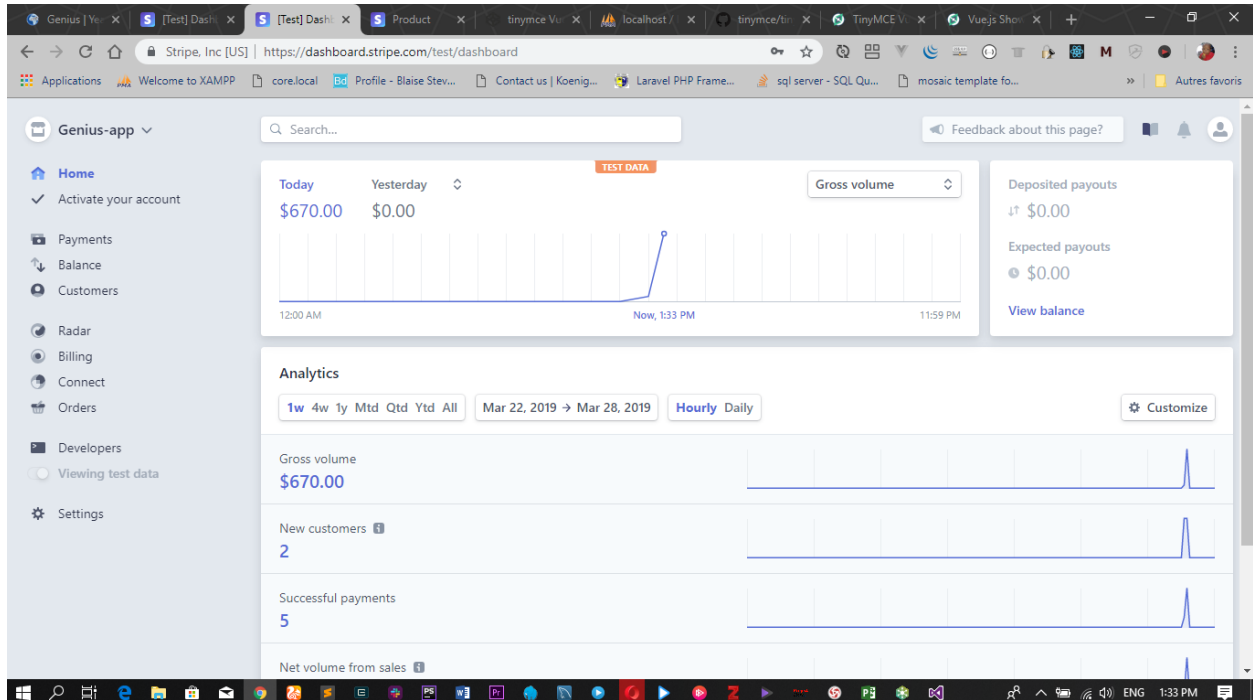 Genius | Ye
[Test] Dash
[Test] Dash
Product
tinymce Vu
localhost /
tinymce/tin
TinyMCE V
Vue.js Show
Stripe, Inc [US] | https://dashboard.stripe.com/test/dashboard
Applications
Welcome to XAMPP
core.local
Bd Profile - Blaise Stev...
Contact us | Koenig...
Laravel PHP Frame...
sql server - SQL Qu...
mosaic template fo...
» Autres favoris
Genius-app
Search...
Feedback about this page?
Home
Activate your account
Payments
Balance
Customers
Radar
Billing
Connect
Orders
Developers
Viewing test data
Settings
TEST DATA
Today Yesterday
$670.00 $0.00
Gross volume
12:00 AM Now, 1:33 PM 11:59 PM
Deposited payouts
$0.00
Expected payouts
$0.00
View balance
Analytics
1w 4w 1y Mtd Qtd Ytd All
Mar 22, 2019 → Mar 28, 2019
Hourly Daily
Customize
Gross volume
$670.00
New customers
2
Successful payments
5
Net volume from sales
ENG 1:33 PM